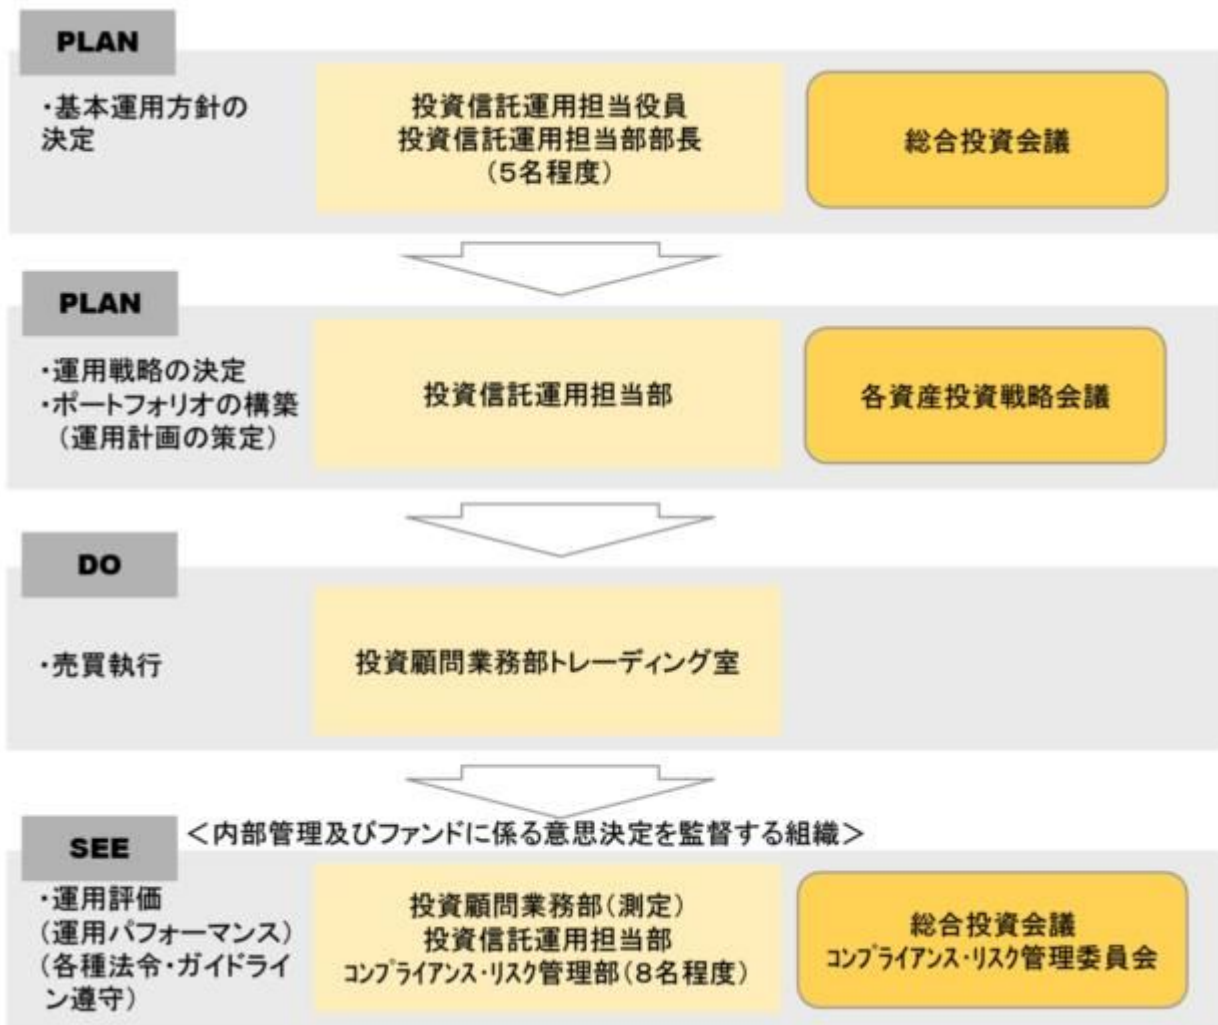 PLAN
・基本運用方針の
決定
投資信託運用担当役員
投資信託運用担当部部長
(5名程度)
総合投資会議
PLAN
・運用戦略の決定
・ポートフォリオの構築
(運用計画の策定)
投資信託運用担当部
各資産投資戦略会議
DO
・売買執行
投資顧問業務部トレーディング室
<内部管理及びファンドに係る意思決定を監督する組織>
SEE
・運用評価
(運用パフォーマンス)
(各種法令・ガイドライ
ン遵守)
投資顧問業務部(測定)
投資信託運用担当部
コンプライアンス・リスク管理部(8名程度)
総合投資会議
コンプライアンス・リスク管理委員会